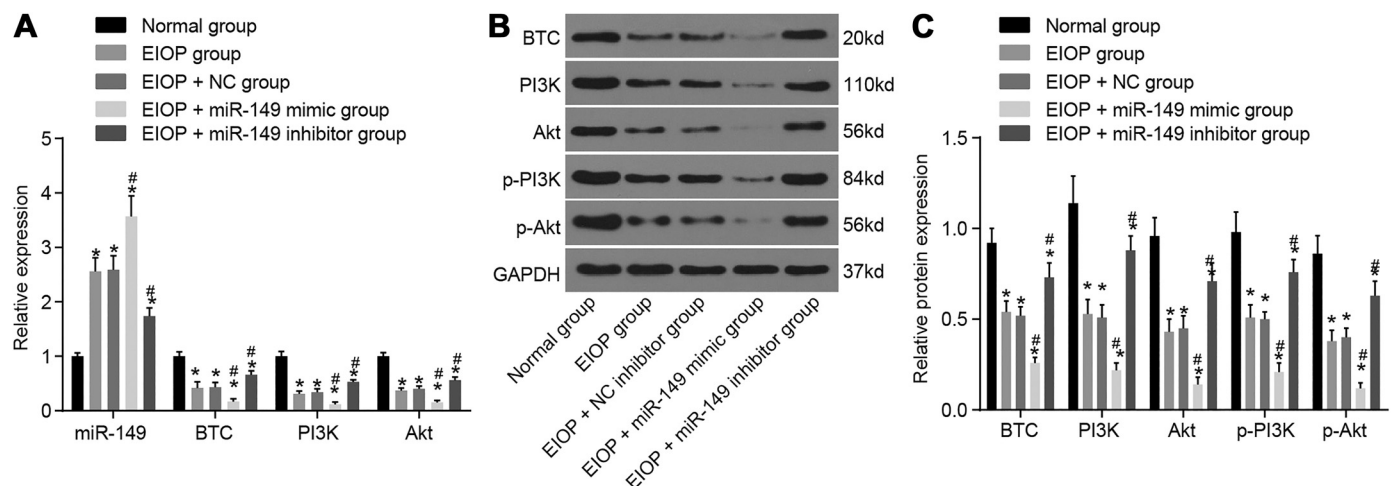 A
Normal group
EIOP group
EIOP + NC group
EIOP + miR-149 mimic group
EIOP + miR-149 inhibitor group
Relative expression
5
4
3
2
1
0
* * #* #*
* * #* #*
* * #* #*
* * #* #*
miR-149 BTC PI3K Akt
B
BTC 20kd
PI3K 110kd
Akt 56kd
p-PI3K 84kd
p-Akt 56kd
GAPDH 37kd
Normal group
EIOP group
EIOP + NC inhibitor group
EIOP + miR-149 mimic group
EIOP + miR-149 inhibitor group
C
Normal group
EIOP group
EIOP + NC group
EIOP + miR-149 mimic group
EIOP + miR-149 inhibitor group
Relative protein expression
1.5
1.0
0.5
0.0
* * #* #*
* * #* #*
* * #* #*
* * #* #*
* * #* #*
BTC PI3K Akt p-PI3K p-Akt